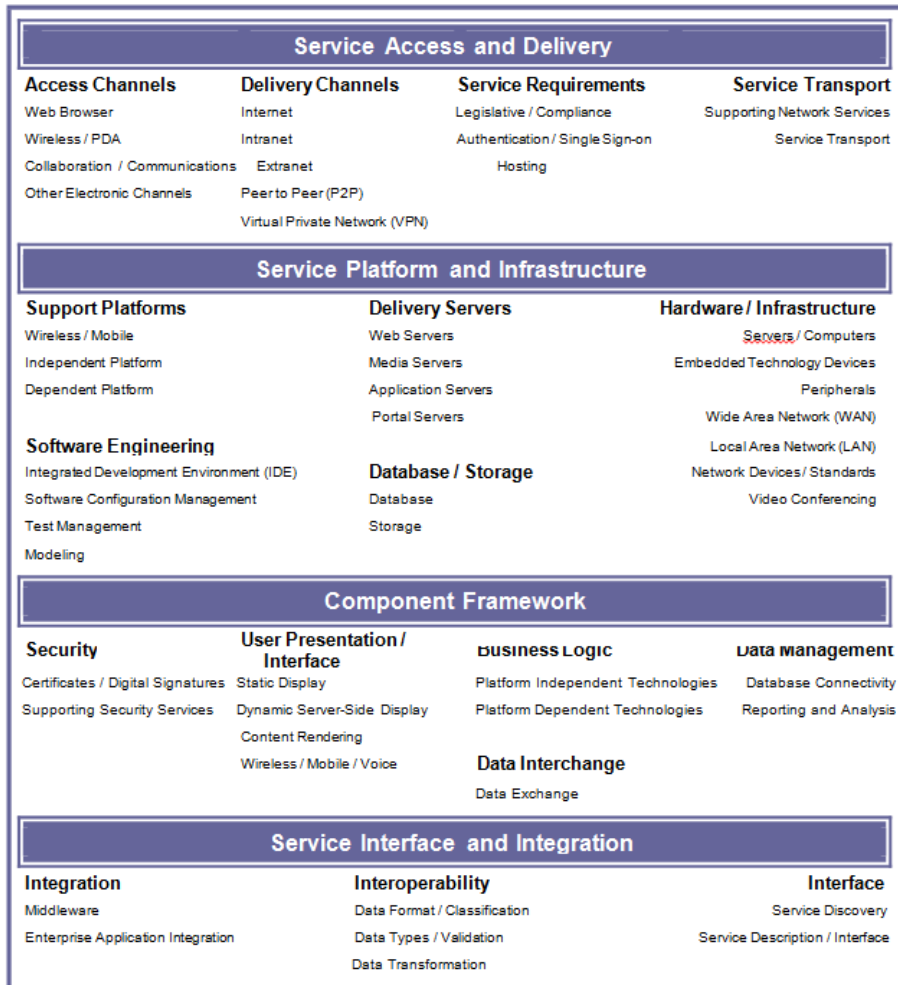 Service Access and Delivery
Access Channels
Web Browser
Wireless / PDA
Collaboration / Communications
Other Electronic Channels
Delivery Channels
Internet
Intranet
Extranet
Peer to Peer (P2P)
Virtual Private Network (VPN)
Service Requirements
Legislative / Compliance
Authentication / Single Sign-on
Hosting
Service Transport
Supporting Network Services
Service Transport
Service Platform and Infrastructure
Support Platforms
Wireless / Mobile
Independent Platform
Dependent Platform
Software Engineering
Integrated Development Environment (IDE)
Software Configuration Management
Test Management
Modeling
Delivery Servers
Web Servers
Media Servers
Application Servers
Portal Servers
Database / Storage
Database
Storage
Hardware / Infrastructure
Servers / Computers
Embedded Technology Devices
Peripherals
Wide Area Network (WAN)
Local Area Network (LAN)
Network Devices / Standards
Video Conferencing
Component Framework
Security
Certificates / Digital Signatures
Supporting Security Services
User Presentation /
Interface
Static Display
Dynamic Server-Side Display
Content Rendering
Wireless / Mobile / Voice
Business Logic
Platform Independent Technologies
Platform Dependent Technologies
Data Interchange
Data Exchange
Data Management
Database Connectivity
Reporting and Analysis
Service Interface and Integration
Integration
Middleware
Enterprise Application Integration
Interoperability
Data Format / Classification
Data Types / Validation
Data Transformation
Interface
Service Discovery
Service Description / Interface